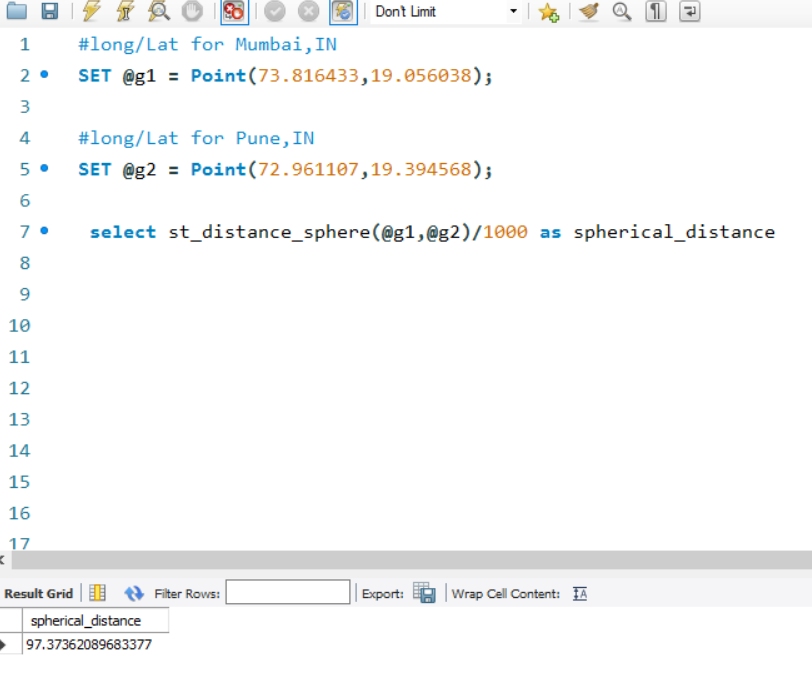 Don't Limit
1 #long/Lat for Mumbai,IN
2 SET @g1 = Point(73.816433,19.056038);
3
4 #long/Lat for Pune,IN
5 SET @g2 = Point(72.961107,19.394568);
6
7 select st_distance_sphere(@g1,@g2)/1000 as spherical_distance
8
9
10
11
12
13
14
15
16
17
Result Grid Filter Rows: Export: Wrap Cell Content:
spherical_distance
97.37362089683377